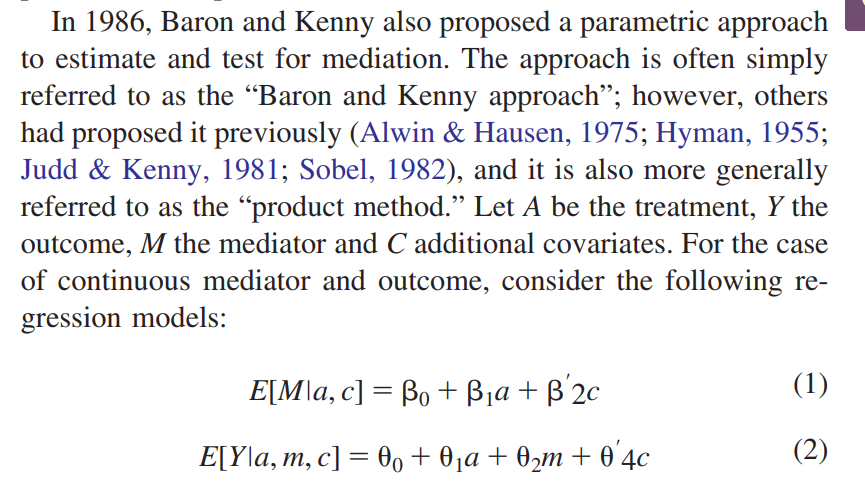 In 1986, Baron and Kenny also proposed a parametric approach
to estimate and test for mediation. The approach is often simply
referred to as the “Baron and Kenny approach”; however, others
had proposed it previously (Alwin & Hausen, 1975; Hyman, 1955;
Judd & Kenny, 1981; Sobel, 1982), and it is also more generally
referred to as the “product method.” Let A be the treatment, Y the
outcome, M the mediator and C additional covariates. For the case
of continuous mediator and outcome, consider the following re-
gression models:
E[M|a, c] = β₀ + β₁a + β′2c (1)
E[Y|a, m, c] = θ₀ + θ₁a + θ₂m + θ′4c (2)